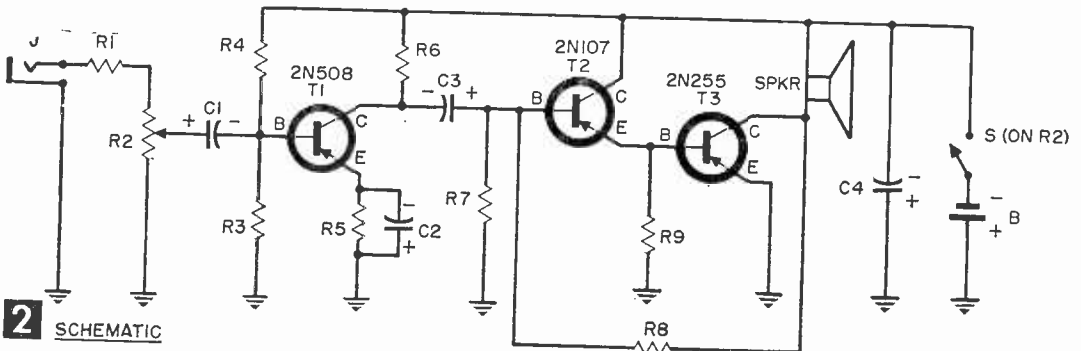 J
R1
R2
+ C1 -
R4
R3
B
2N508
T1
C
E
R5
-
C2
+
R6
C3
- +
R7
B
2N107
T2
C
E
R9
B
2N255
T3
C
E
R8
SPKR
C4
-
+
S (ON R2)
-
B
+
2 SCHEMATIC